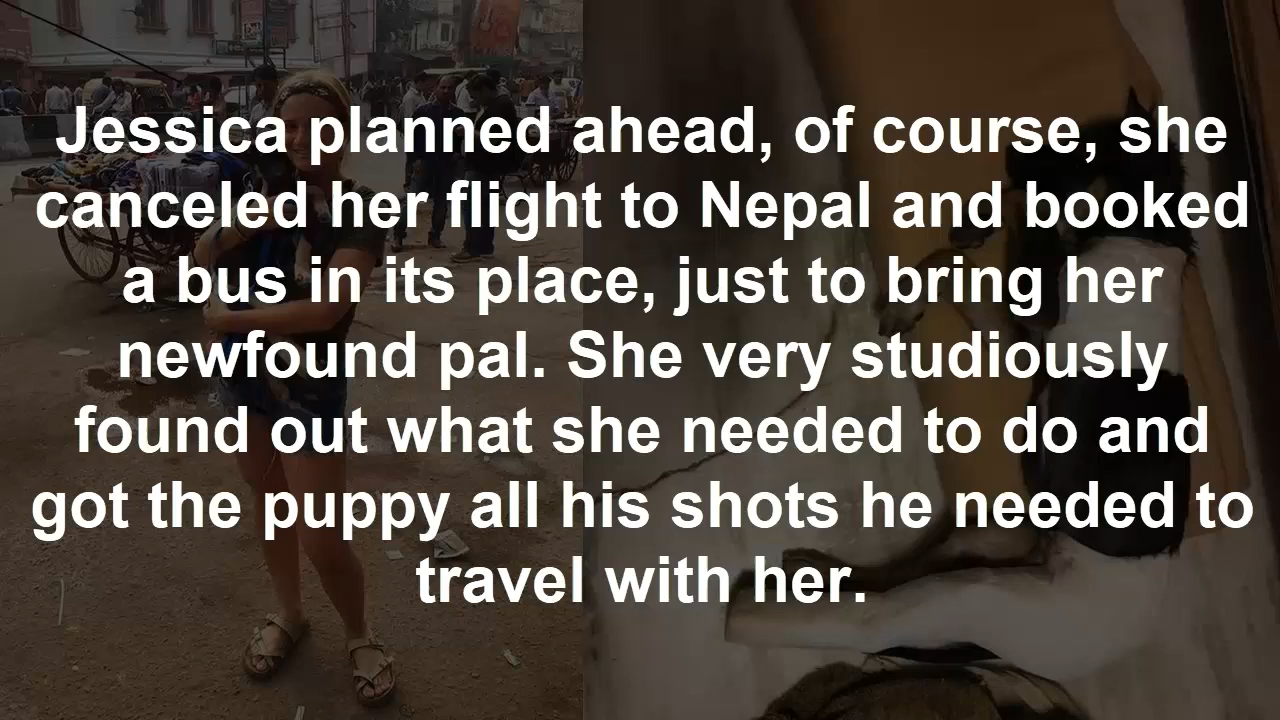 Jessica planned ahead, of course, she
canceled her flight to Nepal and booked
a bus in its place, just to bring her
newfound pal. She very studiously
found out what she needed to do and
got the puppy all his shots he needed to
travel with her.